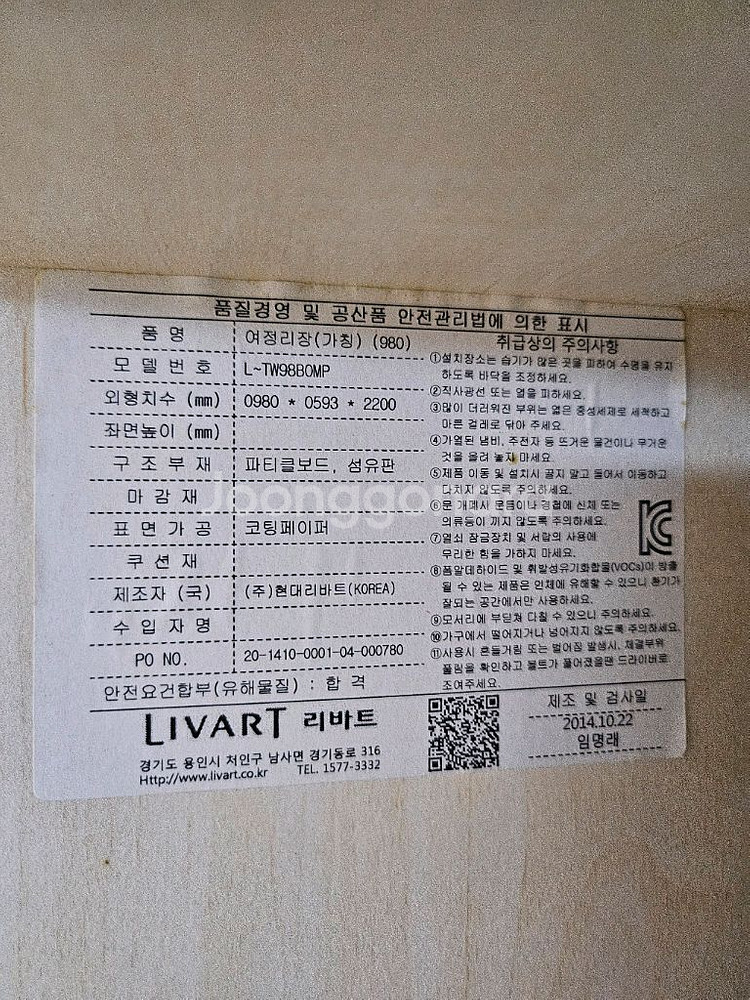 품질경영 및 공산품 안전관리법에 의한 표시
품 명 여정리장(가칭) (980)
모 델 번 호 L-TW98B0MP
외형치수 (mm) 0980 * 0593 * 2200
좌면높이 (mm)
구 조 부 재 파티클보드, 섬유판
마 감 재
표 면 가 공 코팅페이퍼
쿠 션 재
제조자 (국) (주)현대리바트(KOREA)
수 입 자 명
PO NO. 20-1410-0001-04-000780
안전요건합부(유해물질) : 합 격
취급상의 주의사항
①설치장소는 습기가 많은 곳을 피하여 수명을 유지
하도록 바닥을 조정하세요.
②직사광선 또는 열을 피하세요.
③많이 더러워진 부위는 엷은 중성세제로 세척하고
마른 걸레로 닦아 주세요.
④가열된 냄비, 주전자 등 뜨거운 물건이나 무거운
것을 올려 놓지 마세요.
⑤제품 이동 및 설치시 끌지 말고 들어서 이동하고
다치지 않도록 주의하세요.
⑥문 개폐시 문틈이나 경첩에 신체 또는
의류등이 끼지 않도록 주의하세요.
⑦열쇠 잠금장치 및 서랍의 사용에
무리한 힘을 가하지 마세요.
⑧폼알데하이드 및 휘발성유기화합물(VOCs)이 방출
될 수 있는 제품은 인체에 유해할 수 있으니 환기가
잘되는 공간에서만 사용하세요.
⑨모서리에 부딪쳐 다칠 수 있으니 주의하세요.
⑩가구에서 떨어지거나 넘어지지 않도록 주의하세요.
⑪사용시 흔들거림 또는 벌어짐 발생시, 체결부위
풀림을 확인하고 볼트가 풀어졌을땐 드라이버로
조여주세요.
KC
LIVART 리바트
경기도 용인시 처인구 남사면 경기동로 316
Http://www.livart.co.kr TEL. 1577-3332
제조 및 검사일
2014.10.22
임명래